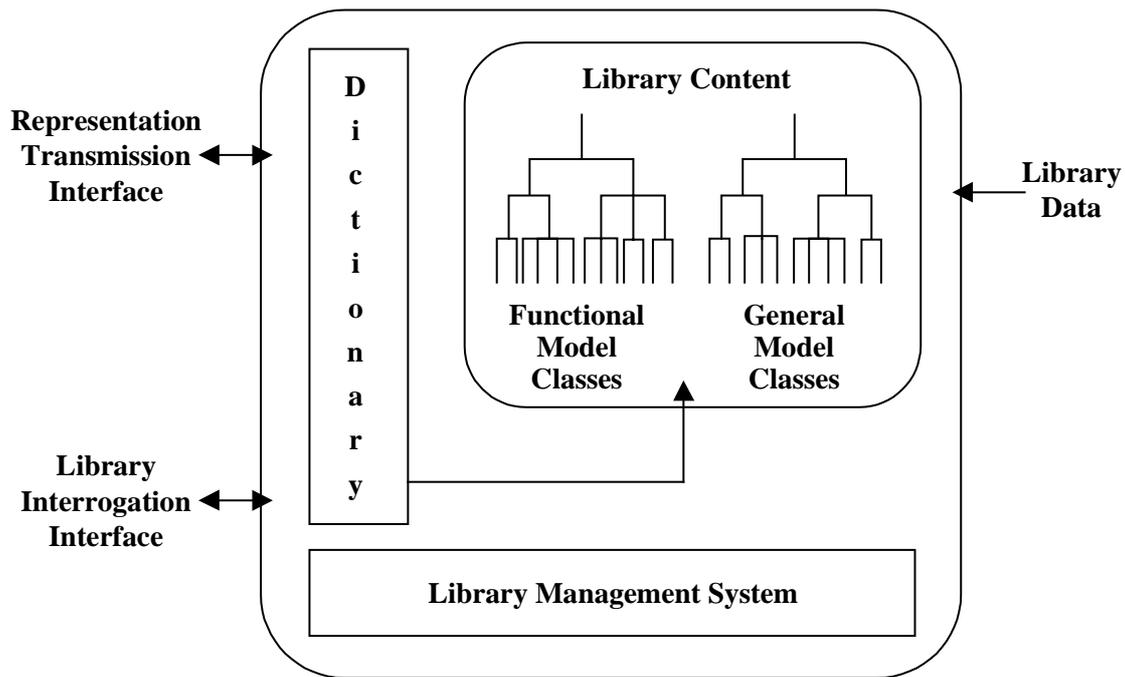 Representation
Transmission
Interface
Library
Interrogation
Interface
D
i
c
t
i
o
n
a
r
y
Library Content
Functional
Model
Classes
General
Model
Classes
Library Management System
Library
Data